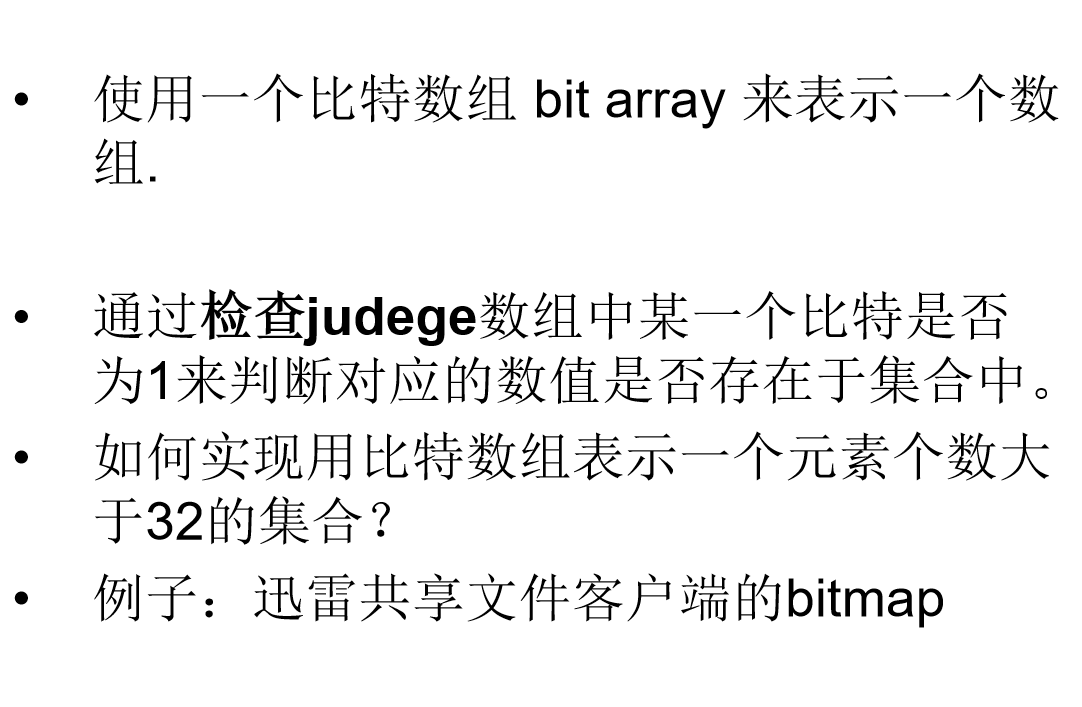 • 使用一个比特数组 bit array 来表示一个数
组.
• 通过检查judege数组中某一个比特是否
为1来判断对应的数值是否存在于集合中。
• 如何实现用比特数组表示一个元素个数大
于32的集合？
• 例子：迅雷共享文件客户端的bitmap